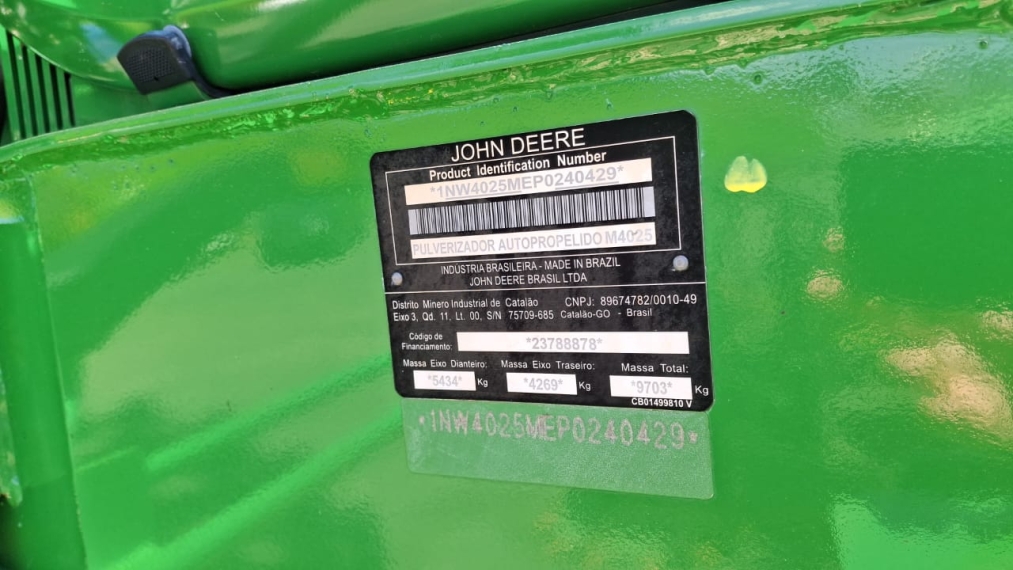 JOHN DEERE
Product Identification Number
*1NW4025MEP0240429*
PULVERIZADOR AUTOPROPELIDO M4025
INDÚSTRIA BRASILEIRA - MADE IN BRAZIL
JOHN DEERE BRASIL LTDA
Distrito Minero Industrial de Catalão CNPJ: 89674782/0010-49
Eixo 3, Qd. 11, Lt. 00, S/N 75709-685 Catalão-GO - Brasil
Código de
Financiamento: *23788878*
Massa Eixo Dianteiro: Massa Eixo Traseiro: Massa Total:
*5434* Kg *4269* Kg *9703* Kg
CB01499810 V
*1NW4025MEP0240429*